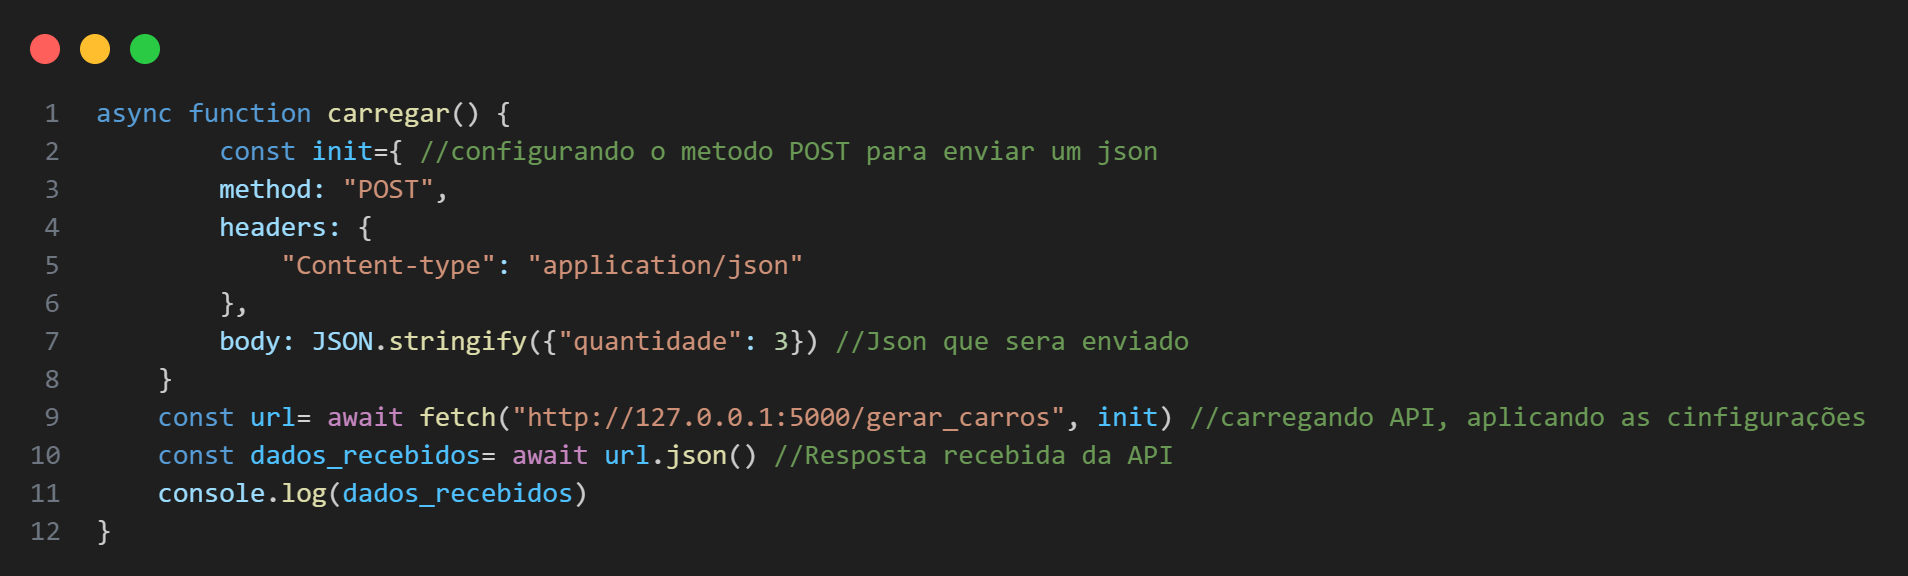 1 async function carregar() {
2 const init={ //configurando o metodo POST para enviar um json
3 method: "POST",
4 headers: {
5 "Content-type": "application/json"
6 },
7 body: JSON.stringify({"quantidade": 3}) //Json que sera enviado
8 }
9 const url= await fetch("http://127.0.0.1:5000/gerar_carros", init) //carregando API, aplicando as cinfigurações
10 const dados_recebidos= await url.json() //Resposta recebida da API
11 console.log(dados_recebidos)
12 }